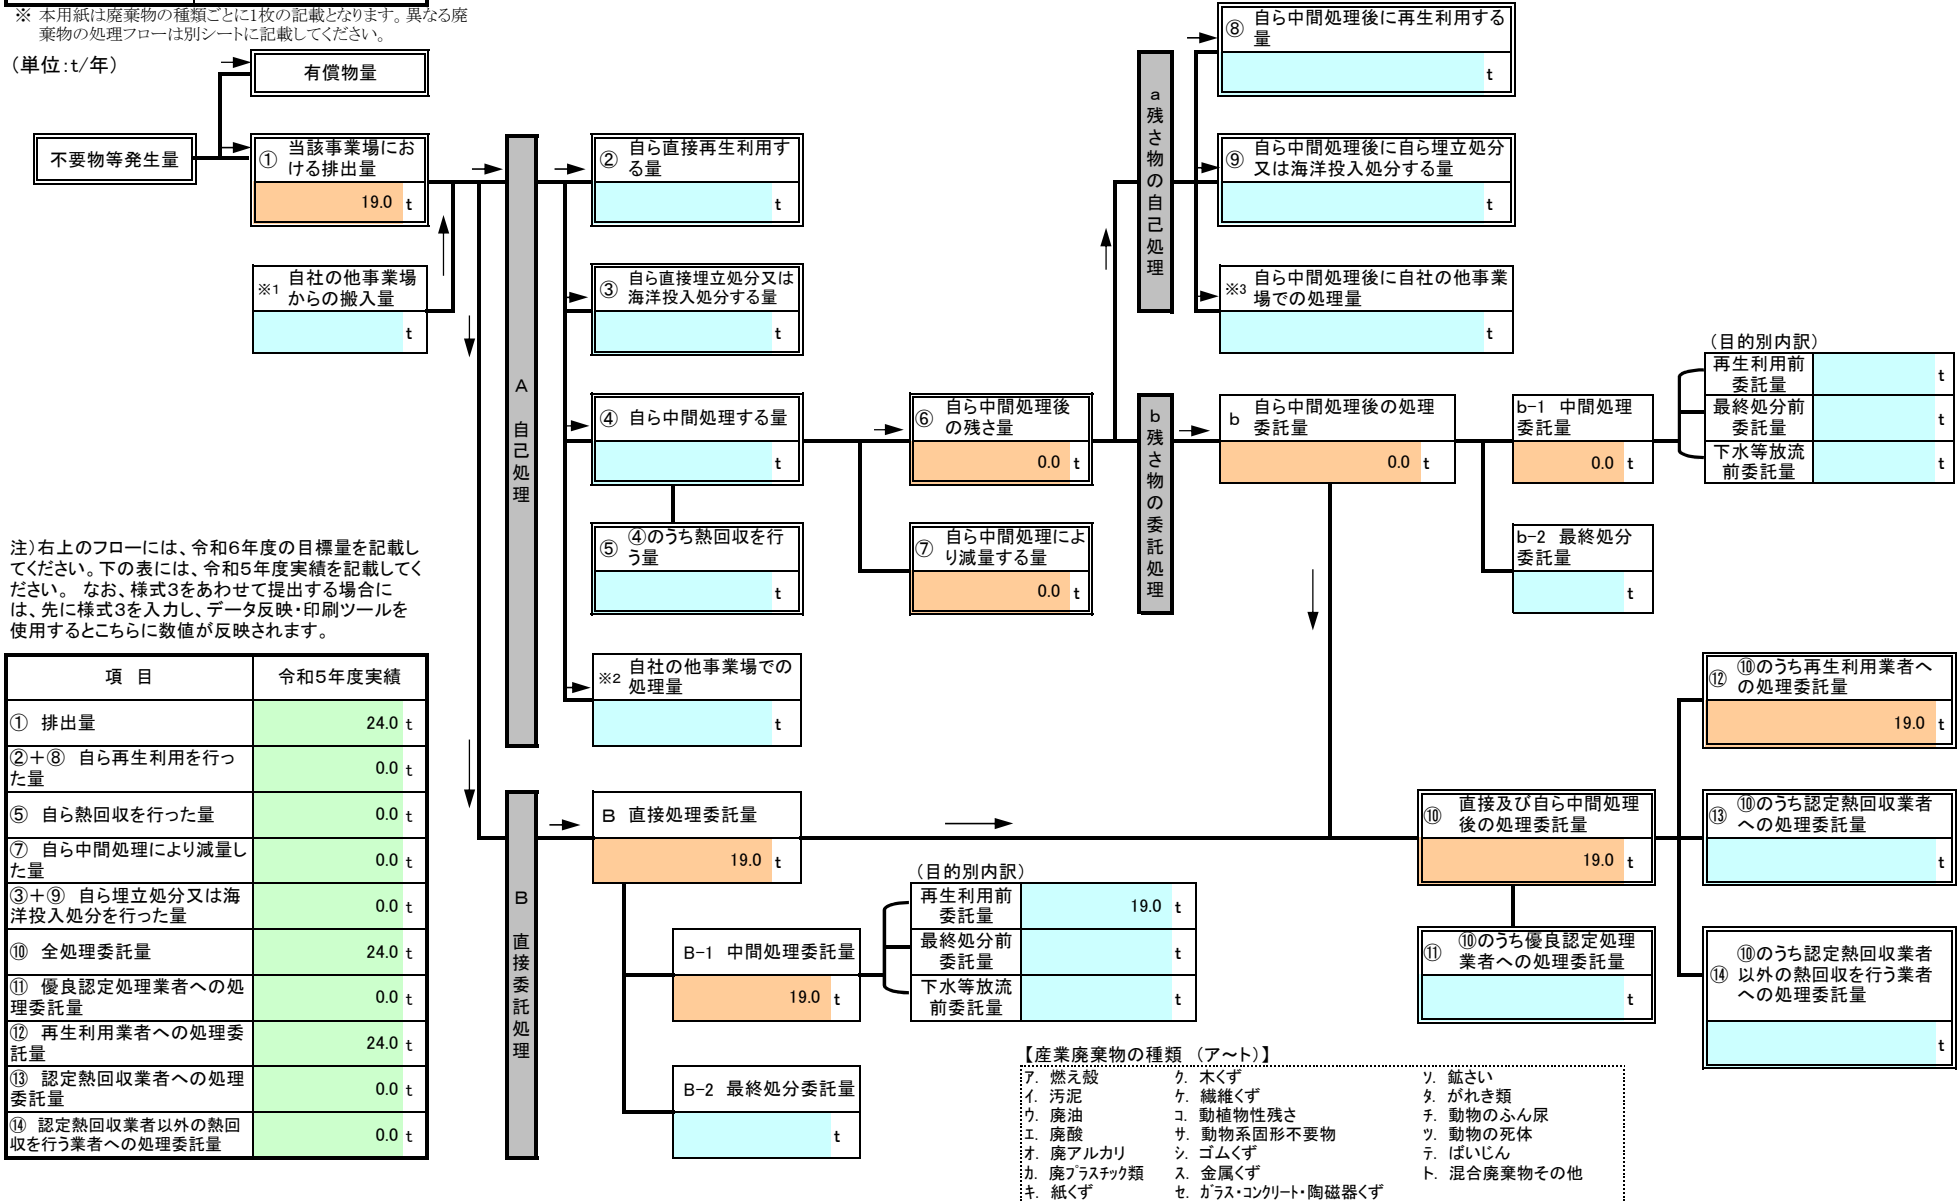 ※ 本用紙は廃棄物の種類ごとに1枚の記載となります。異なる廃
棄物の処理フローは別シートに記載してください。
(単位:t/年)
有償物量
不要物等発生量
① 当該事業場にお
ける排出量
19.0 t
※1 自社の他事業場
からの搬入量
t
A 自己処理
② 自ら直接再生利用す
る量
t
③ 自ら直接埋立処分又は
海洋投入処分する量
t
④ 自ら中間処理する量
t
⑤ ④のうち熱回収を行
う量
t
※2 自社の他事業場での
処理量
t
⑥ 自ら中間処理後
の残さ量
0.0 t
⑦ 自ら中間処理によ
り減量する量
0.0 t
a残さ物の自己処理
⑧ 自ら中間処理後に再生利用する
量
t
⑨ 自ら中間処理後に自ら埋立処分
又は海洋投入処分する量
t
※3 自ら中間処理後に自社の他事業
場での処理量
t
b残さ物の委託処理
b 自ら中間処理後の処理
委託量
0.0 t
b-1 中間処理
委託量
0.0 t
(目的別内訳)
再生利用前
委託量
t
最終処分前
委託量
t
下水等放流
前委託量
t
b-2 最終処分
委託量
t
注)右上のフローには、令和6年度の目標量を記載し
てください。下の表には、令和5年度実績を記載してく
ださい。 なお、様式3をあわせて提出する場合に
は、先に様式3を入力し、データ反映・印刷ツールを
使用するとこちらに数値が反映されます。
項 目 令和5年度実績
① 排出量 24.0 t
②+⑧ 自ら再生利用を行っ
た量 0.0 t
⑤ 自ら熱回収を行った量 0.0 t
⑦ 自ら中間処理により減量し
た量 0.0 t
③+⑨ 自ら埋立処分又は海
洋投入処分を行った量 0.0 t
⑩ 全処理委託量 24.0 t
⑪ 優良認定処理業者への処
理委託量 0.0 t
⑫ 再生利用業者への処理委
託量 24.0 t
⑬ 認定熱回収業者への処理
委託量 0.0 t
⑭ 認定熱回収業者以外の熱回
収を行う業者への処理委託量 0.0 t
B 直接委託処理
B 直接処理委託量
19.0 t
B-1 中間処理委託量
19.0 t
(目的別内訳)
再生利用前
委託量
19.0 t
最終処分前
委託量
t
下水等放流
前委託量
t
B-2 最終処分委託量
t
⑩ 直接及び自ら中間処理
後の処理委託量
19.0 t
⑪ ⑩のうち優良認定処理
業者への処理委託量
t
⑫ ⑩のうち再生利用業者へ
の処理委託量
19.0 t
⑬ ⑩のうち認定熱回収業者
への処理委託量
t
⑭ ⑩のうち認定熱回収業者
以外の熱回収を行う業者
への処理委託量
t
【産業廃棄物の種類 (ア~ト)】
ア. 燃え殻 ク. 木くず ソ. 鉱さい
イ. 汚泥 ケ. 繊維くず タ. がれき類
ウ. 廃油 コ. 動植物性残さ チ. 動物のふん尿
エ. 廃酸 サ. 動物系固形不要物 ツ. 動物の死体
オ. 廃アルカリ シ. ゴムくず テ. ばいじん
カ. 廃プラスチック類 ス. 金属くず ト. 混合廃棄物その他
キ. 紙くず セ. ガラス・コンクリート・陶磁器くず